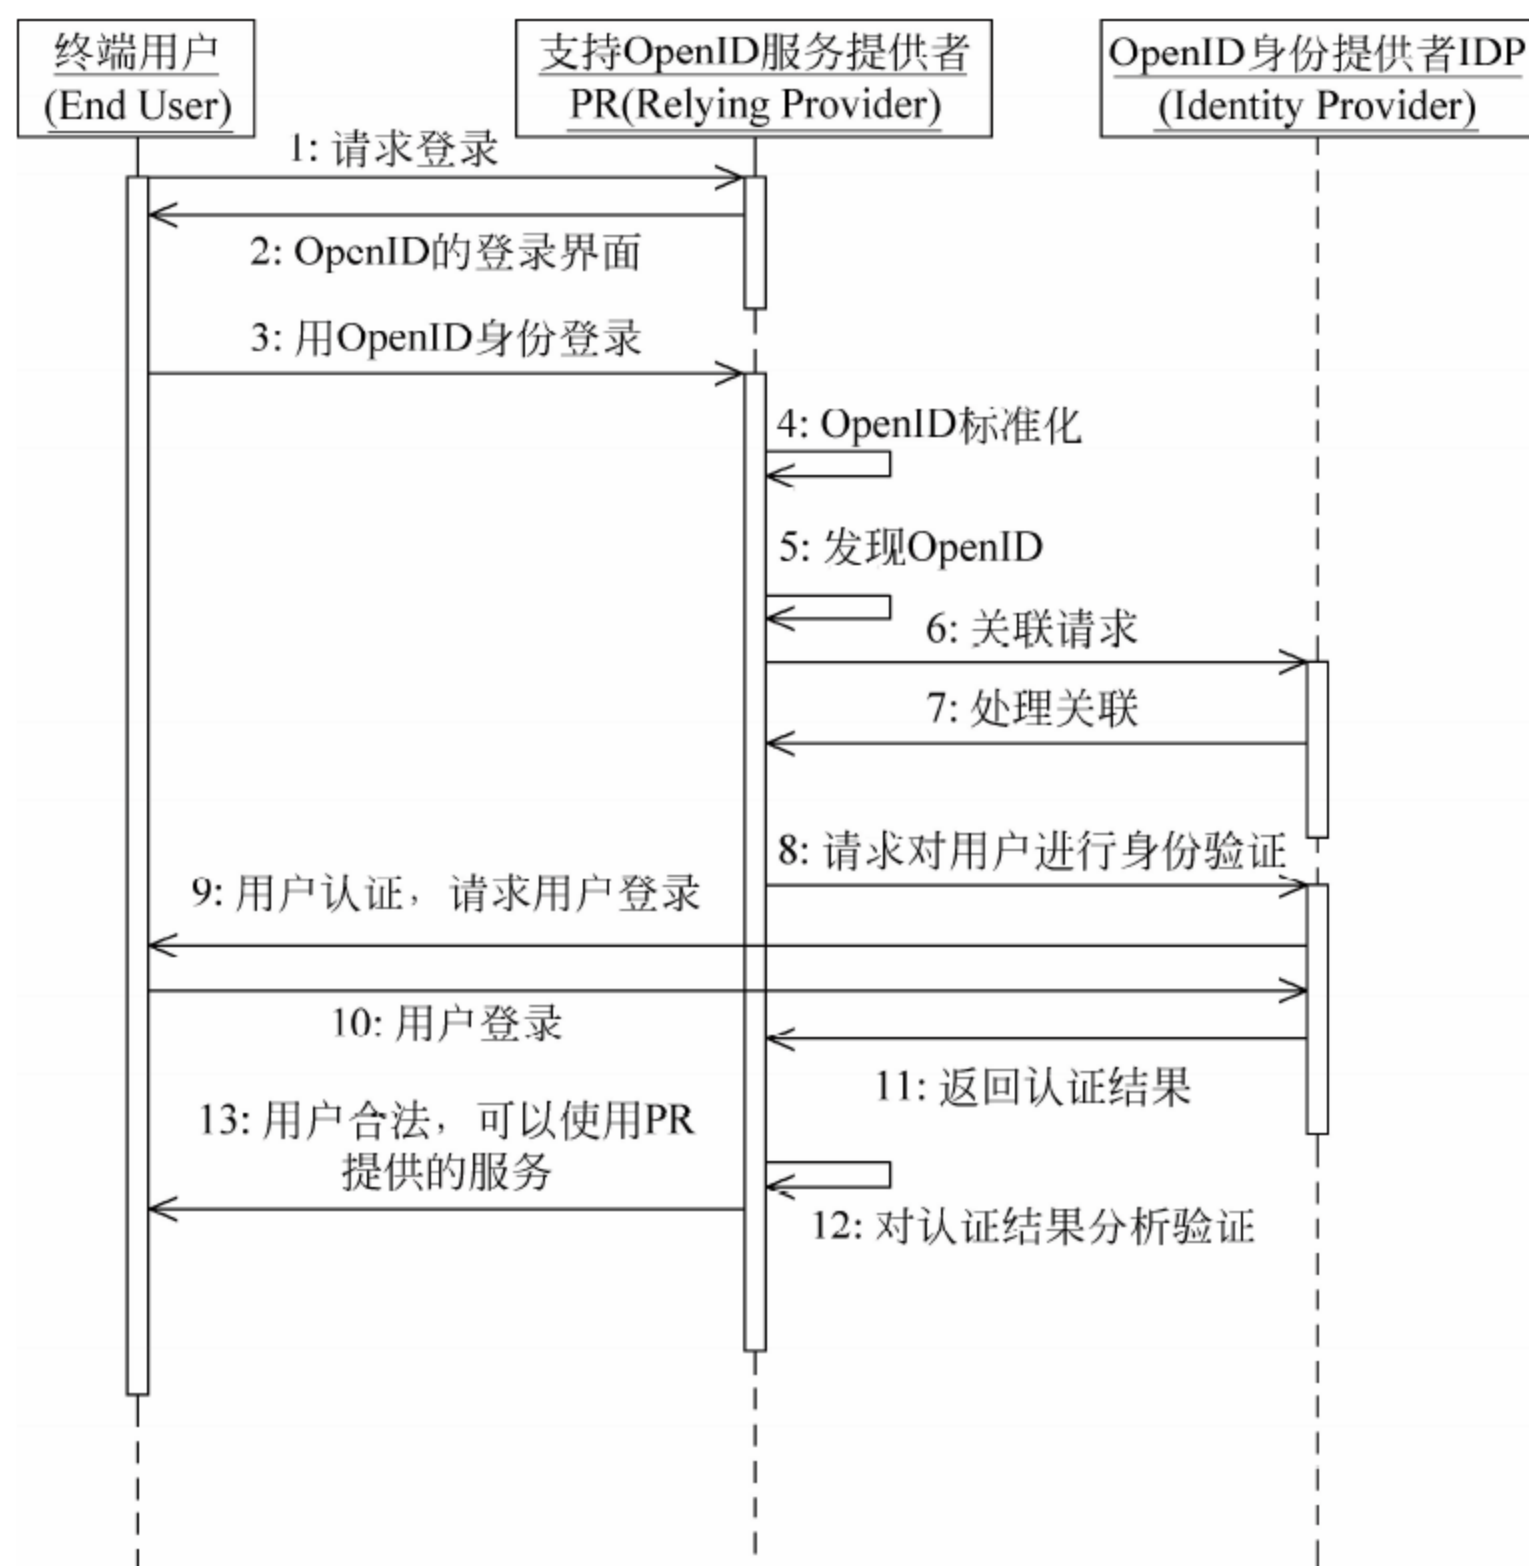 终端用户
(End User)
支持OpenID服务提供者
PR(Relying Provider)
OpenID身份提供者IDP
(Identity Provider)
1: 请求登录
2: OpenID的登录界面
3: 用OpenID身份登录
4: OpenID标准化
5: 发现OpenID
6: 关联请求
7: 处理关联
8: 请求对用户进行身份验证
9: 用户认证，请求用户登录
10: 用户登录
11: 返回认证结果
13: 用户合法，可以使用PR
提供的服务
12: 对认证结果分析验证